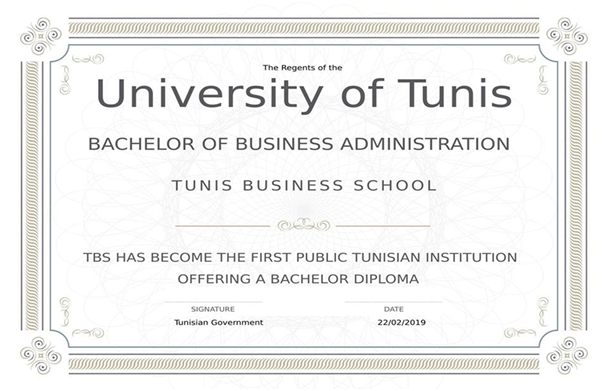 The Regents of the
University of Tunis
BACHELOR OF BUSINESS ADMINISTRATION
TUNIS BUSINESS SCHOOL
TBS HAS BECOME THE FIRST PUBLIC TUNISIAN INSTITUTION
OFFERING A BACHELOR DIPLOMA
SIGNATURE DATE
Tunisian Government 22/02/2019